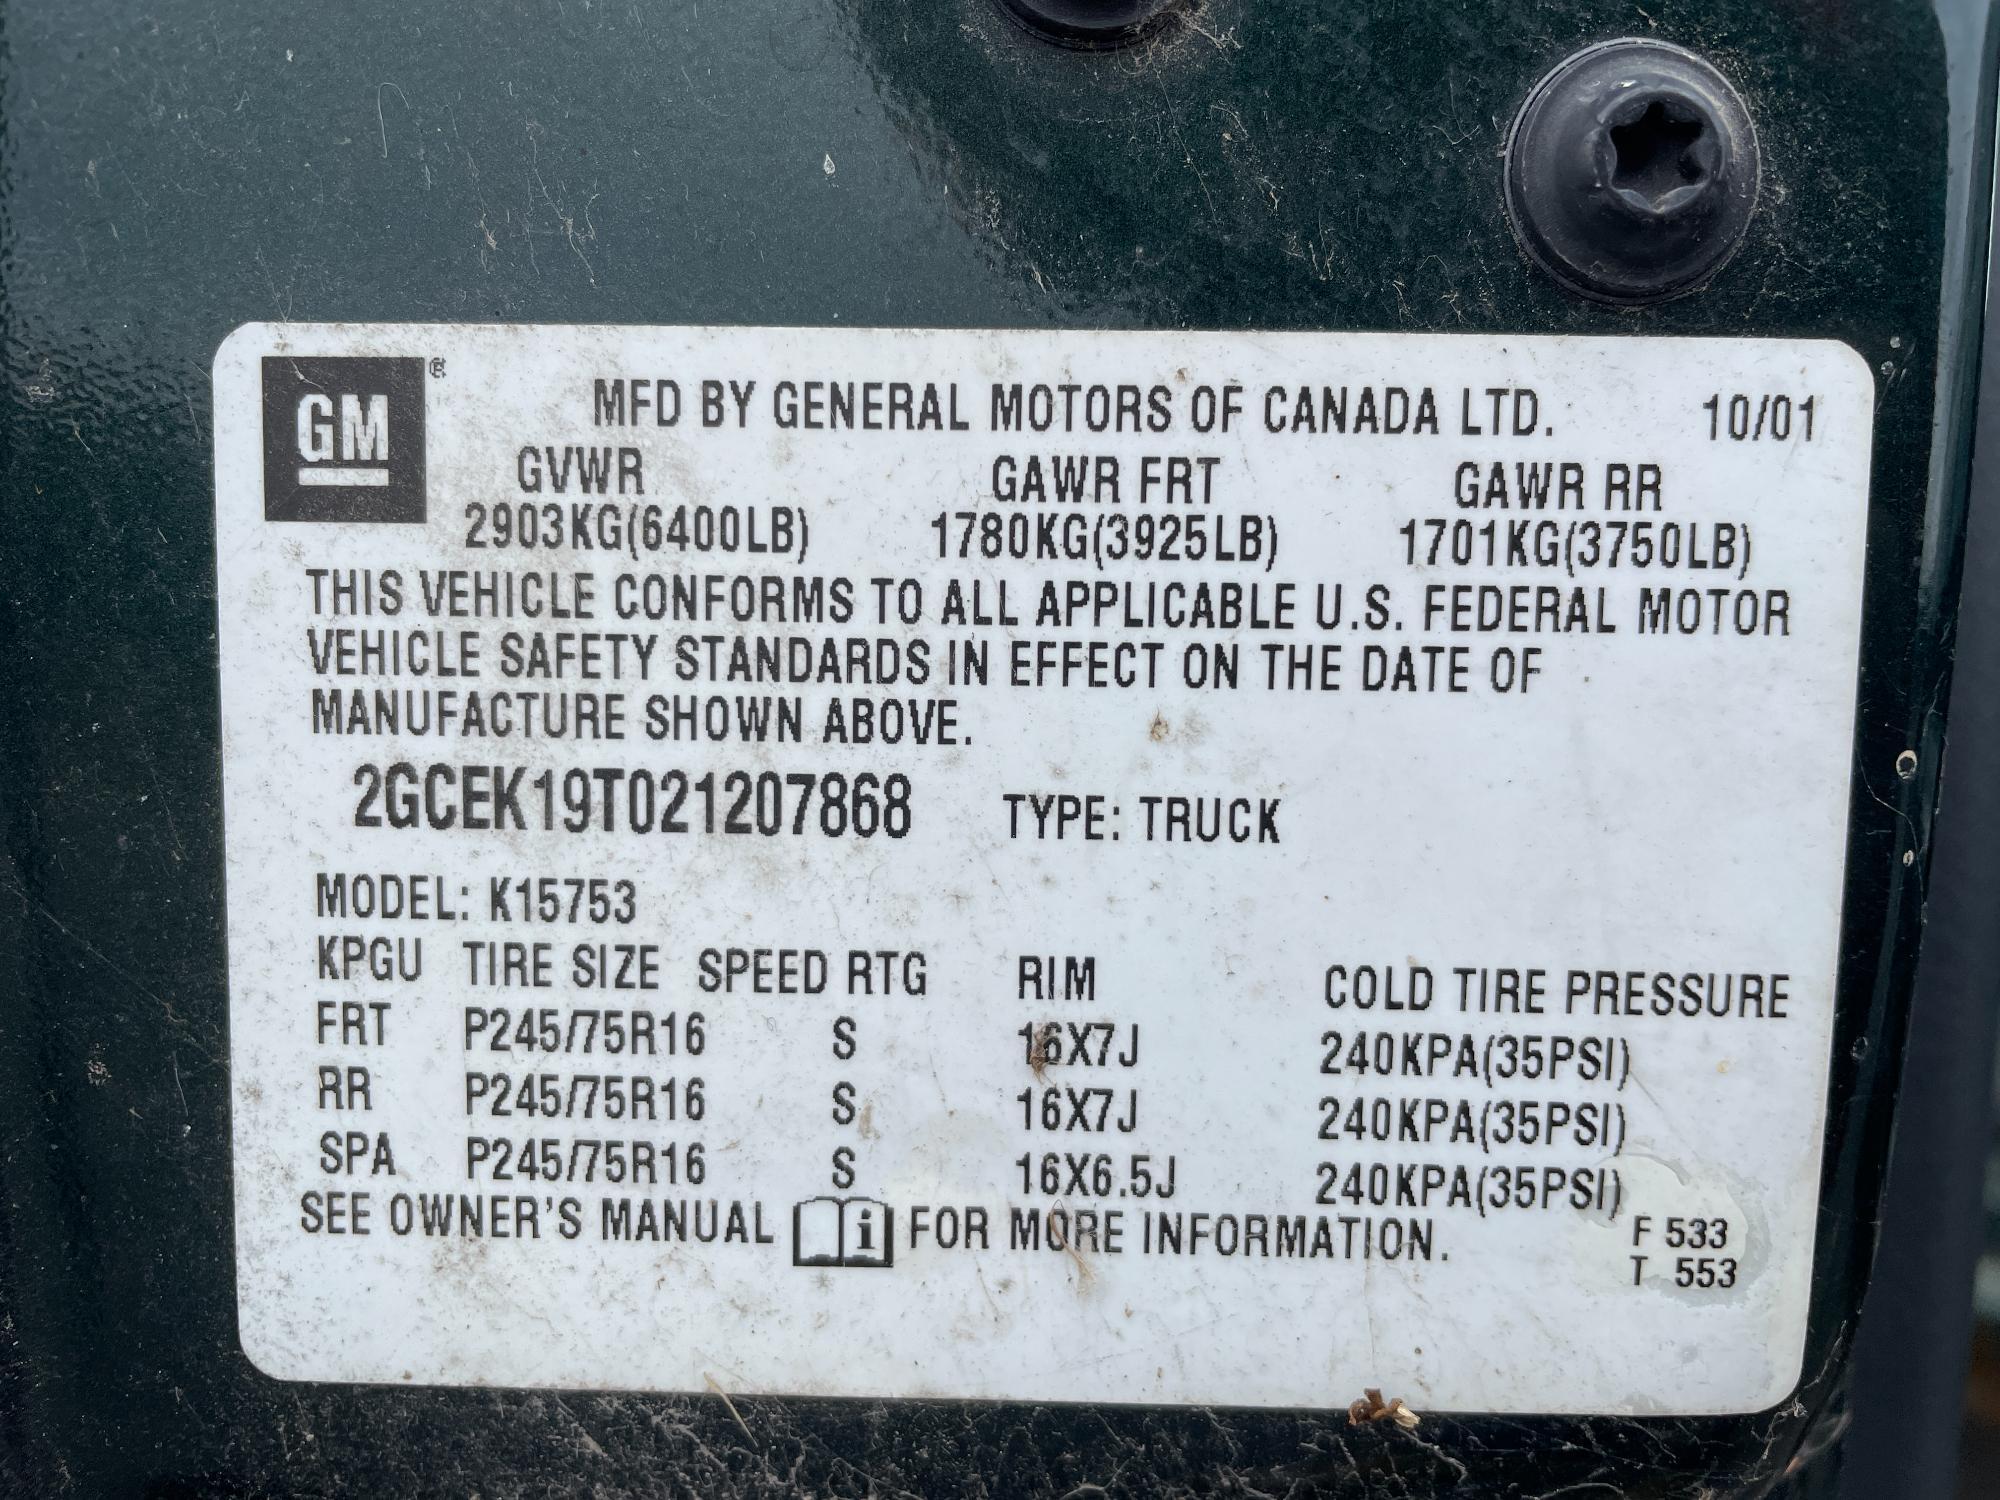 GM ®
MFD BY GENERAL MOTORS OF CANADA LTD. 10/01
GVWR GAWR FRT GAWR RR
2903KG(6400LB) 1780KG(3925LB) 1701KG(3750LB)
THIS VEHICLE CONFORMS TO ALL APPLICABLE U.S. FEDERAL MOTOR
VEHICLE SAFETY STANDARDS IN EFFECT ON THE DATE OF
MANUFACTURE SHOWN ABOVE.
2GCEK19T021207868 TYPE: TRUCK
MODEL: K15753
KPGU TIRE SIZE SPEED RTG RIM COLD TIRE PRESSURE
FRT P245/75R16 S 16X7J 240KPA(35PSI)
RR P245/75R16 S 16X7J 240KPA(35PSI)
SPA P245/75R16 S 16X6.5J 240KPA(35PSI)
SEE OWNER'S MANUAL i FOR MORE INFORMATION.
F 533
T 553